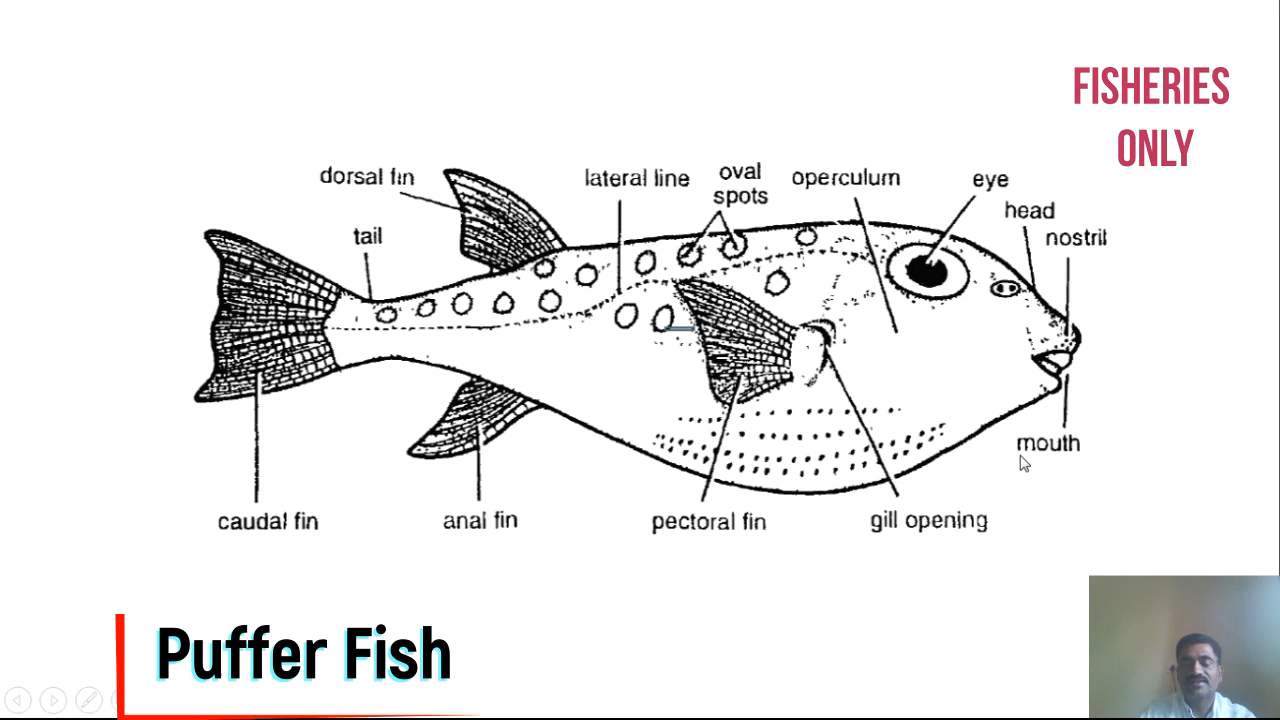 FISHERIES
ONLY
dorsal fin
lateral line
oval
spots
operculum
eye
head
nostril
tail
mouth
caudal fin
anal fin
pectoral fin
gill opening
Puffer Fish